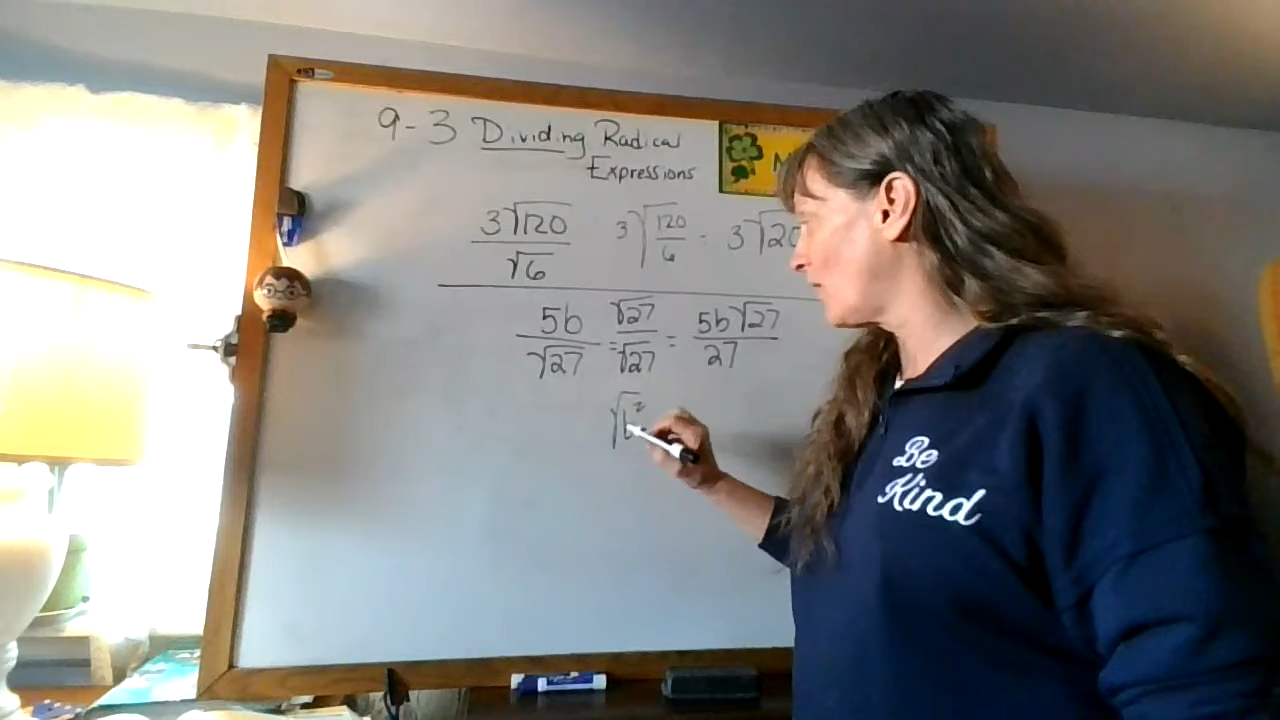 9-3 Dividing Radical
Expressions
M
3√120 / √6   3√(120/6) = 3√20
5b / √27 = √27 / √27 = 5b√27 / 27
√b²
Be
Kind